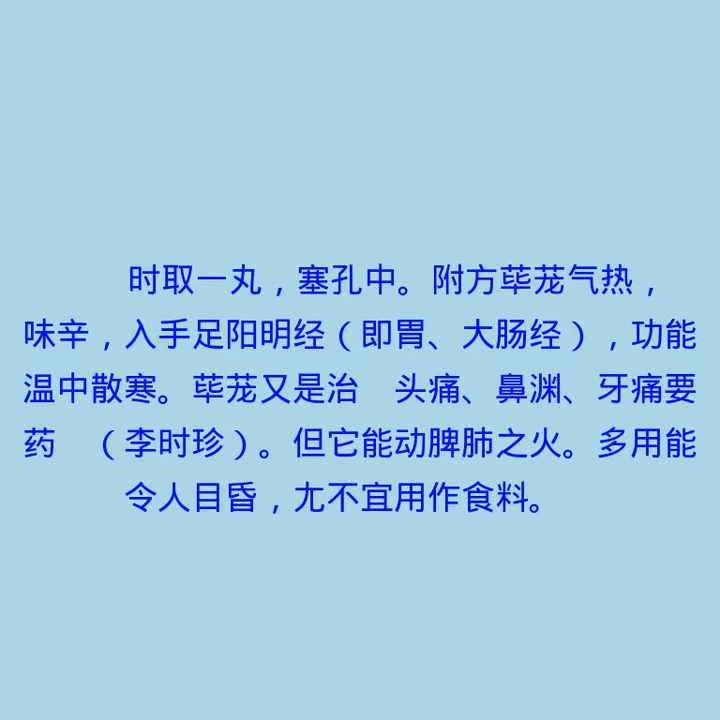 时取一丸，塞孔中。附方荜茏气热，
味辛，入手足阳明经（即胃、大肠经），功能
温中散寒。荜茏又是治　头痛、鼻渊、牙痛要
药　（李时珍）。但它能动脾肺之火。多用能
令人目昏，尢不宜用作食料。